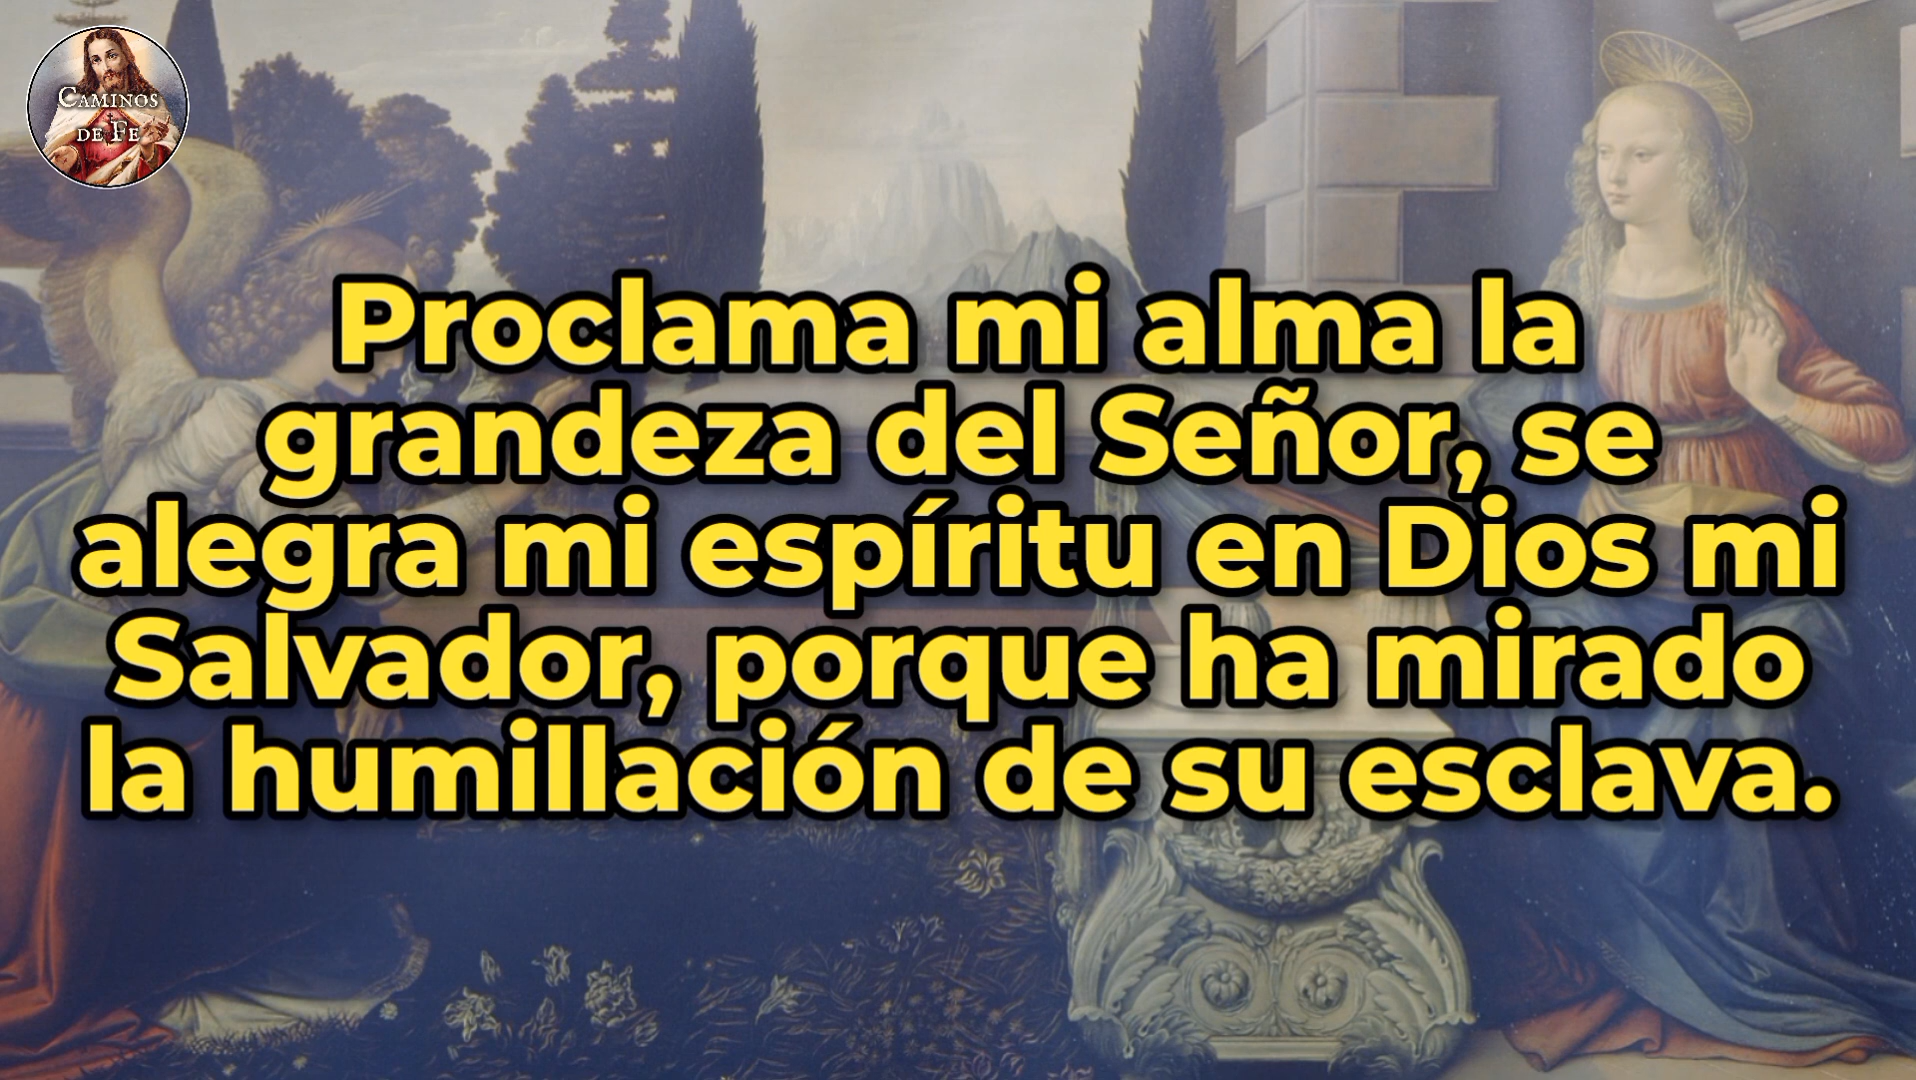 CAMINOS
DE FE
Proclama mi alma la
grandeza del Señor, se
alegra mi espíritu en Dios mi
Salvador, porque ha mirado
la humillación de su esclava.